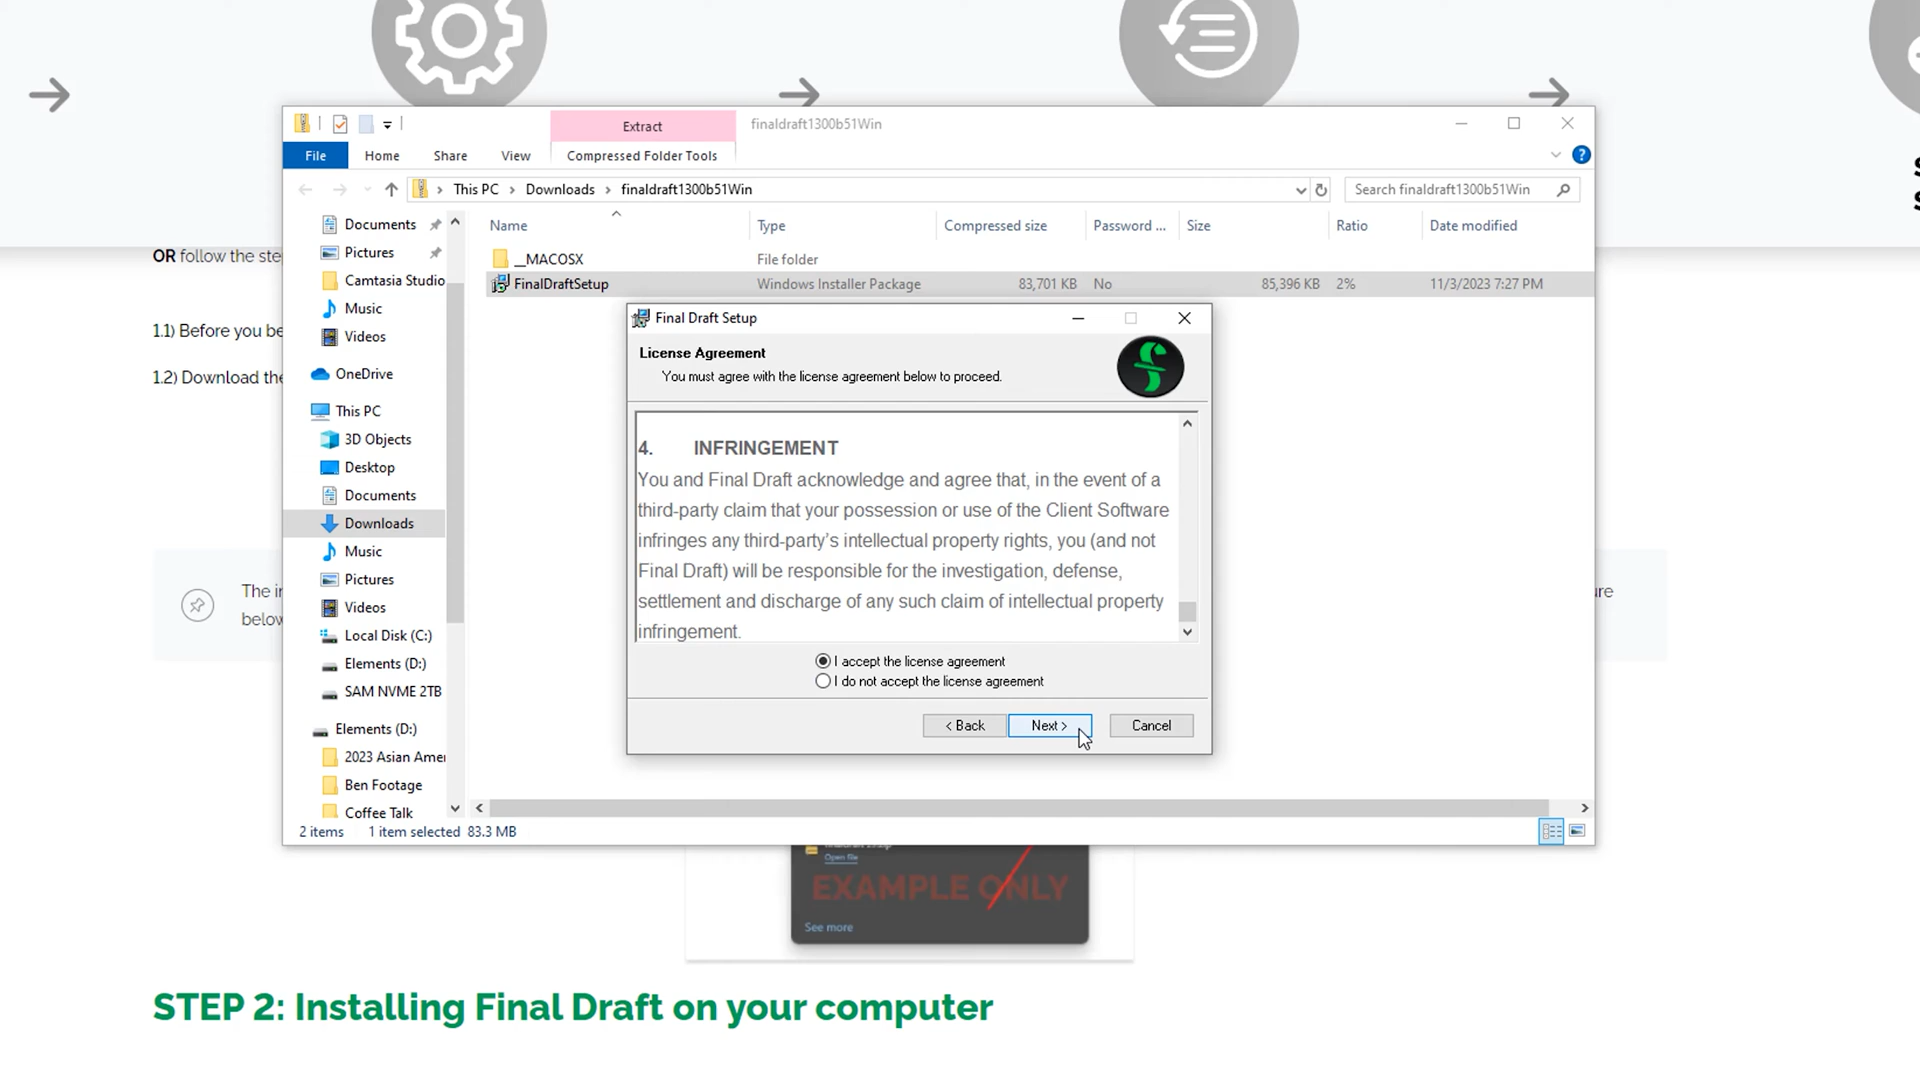 Extract
finaldraft1300b51Win
File
Home
Share
View
Compressed Folder Tools
This PC > Downloads > finaldraft1300b51Win
Search finaldraft1300b51Win
Name
Type
Compressed size
Password ...
Size
Ratio
Date modified
__MACOSX
File folder
FinalDraftSetup
Windows Installer Package
83,701 KB
No
85,396 KB
2%
11/3/2023 7:27 PM
Documents
Pictures
Camtasia Studio
Music
Videos
OneDrive
This PC
3D Objects
Desktop
Documents
Downloads
Music
Pictures
Videos
Local Disk (C:)
Elements (D:)
SAM NVME 2TB
Elements (D:)
2023 Asian Amer
Ben Footage
Coffee Talk
2 items
1 item selected 83.3 MB
Final Draft Setup
License Agreement
You must agree with the license agreement below to proceed.
4. INFRINGEMENT
You and Final Draft acknowledge and agree that, in the event of a
third-party claim that your possession or use of the Client Software
infringes any third-party’s intellectual property rights, you (and not
Final Draft) will be responsible for the investigation, defense,
settlement and discharge of any such claim of intellectual property
infringement.
I accept the license agreement
I do not accept the license agreement
< Back
Next >
Cancel
OR follow the ste
1.1) Before you be
1.2) Download the
The in
below
ure
Open file
EXAMPLE ONLY
See more
STEP 2: Installing Final Draft on your computer